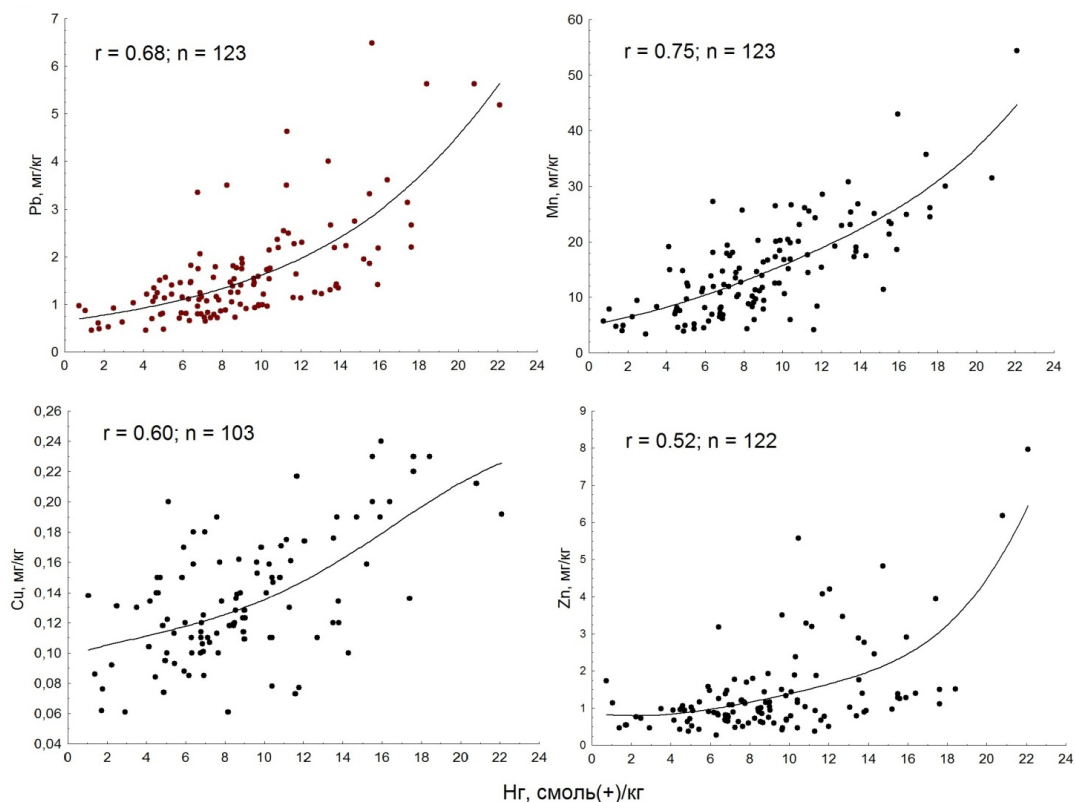 7
6
5
4
3
2
1
0
Pb, мг/кг
r = 0.68; n = 123
0 2 4 6 8 10 12 14 16 18 20 22 24
60
50
40
30
20
10
0
Mn, мг/кг
r = 0.75; n = 123
0 2 4 6 8 10 12 14 16 18 20 22 24
0,26
0,24
0,22
0,20
0,18
0,16
0,14
0,12
0,10
0,08
0,06
0,04
Cu, мг/кг
r = 0.60; n = 103
0 2 4 6 8 10 12 14 16 18 20 22 24
9
8
7
6
5
4
3
2
1
0
Zn, мг/кг
r = 0.52; n = 122
0 2 4 6 8 10 12 14 16 18 20 22 24
Нг, смоль(+)/кг